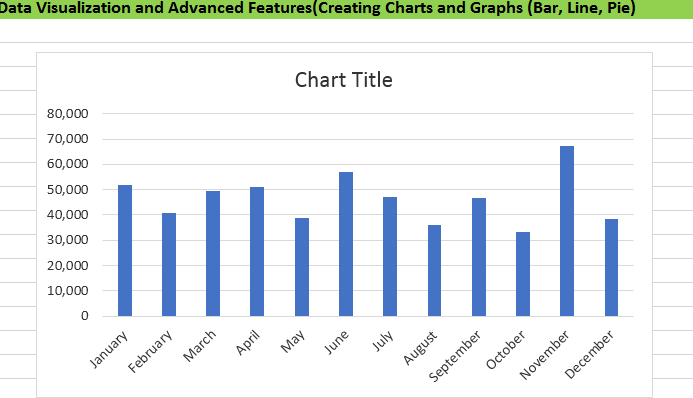 Data Visualization and Advanced Features(Creating Charts and Graphs (Bar, Line, Pie)
Chart Title
80,000
70,000
60,000
50,000
40,000
30,000
20,000
10,000
0
January
February
March
April
May
June
July
August
September
October
November
December